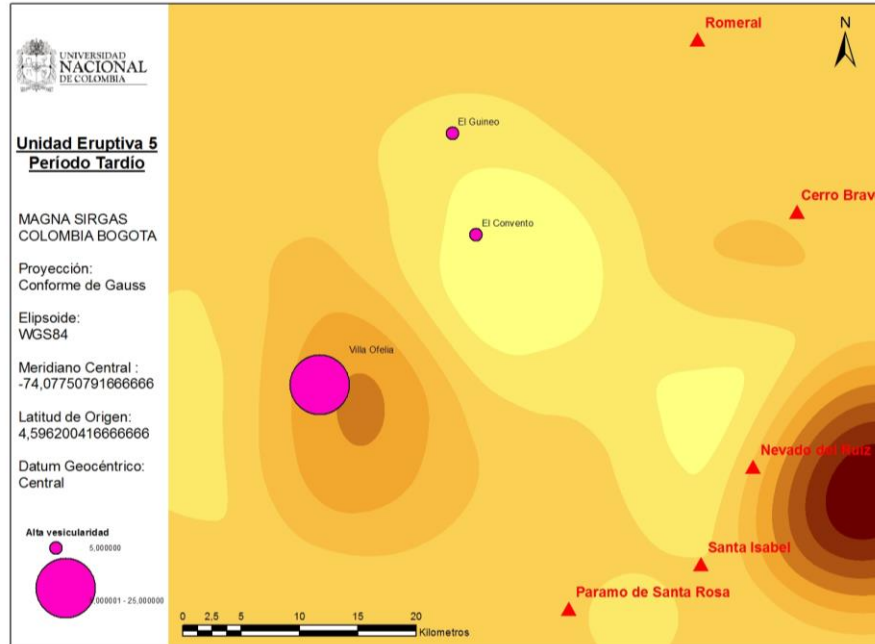 UNIVERSIDAD
NACIONAL
DE COLOMBIA
Unidad Eruptiva 5
Período Tardío
MAGNA SIRGAS
COLOMBIA BOGOTA
Proyección:
Conforme de Gauss
Elipsoide:
WGS84
Meridiano Central :
-74,07750791666666
Latitud de Origen:
4,596200416666666
Datum Geocéntrico:
Central
Alta vesicularidad
5,000000
,000001 - 25,000000
Romeral
N
El Guineo
Cerro Brav
El Convento
Villa Ofelia
Nevado del Ruiz
Santa Isabel
Paramo de Santa Rosa
0 2,5 5 10 15 20
Kilometros